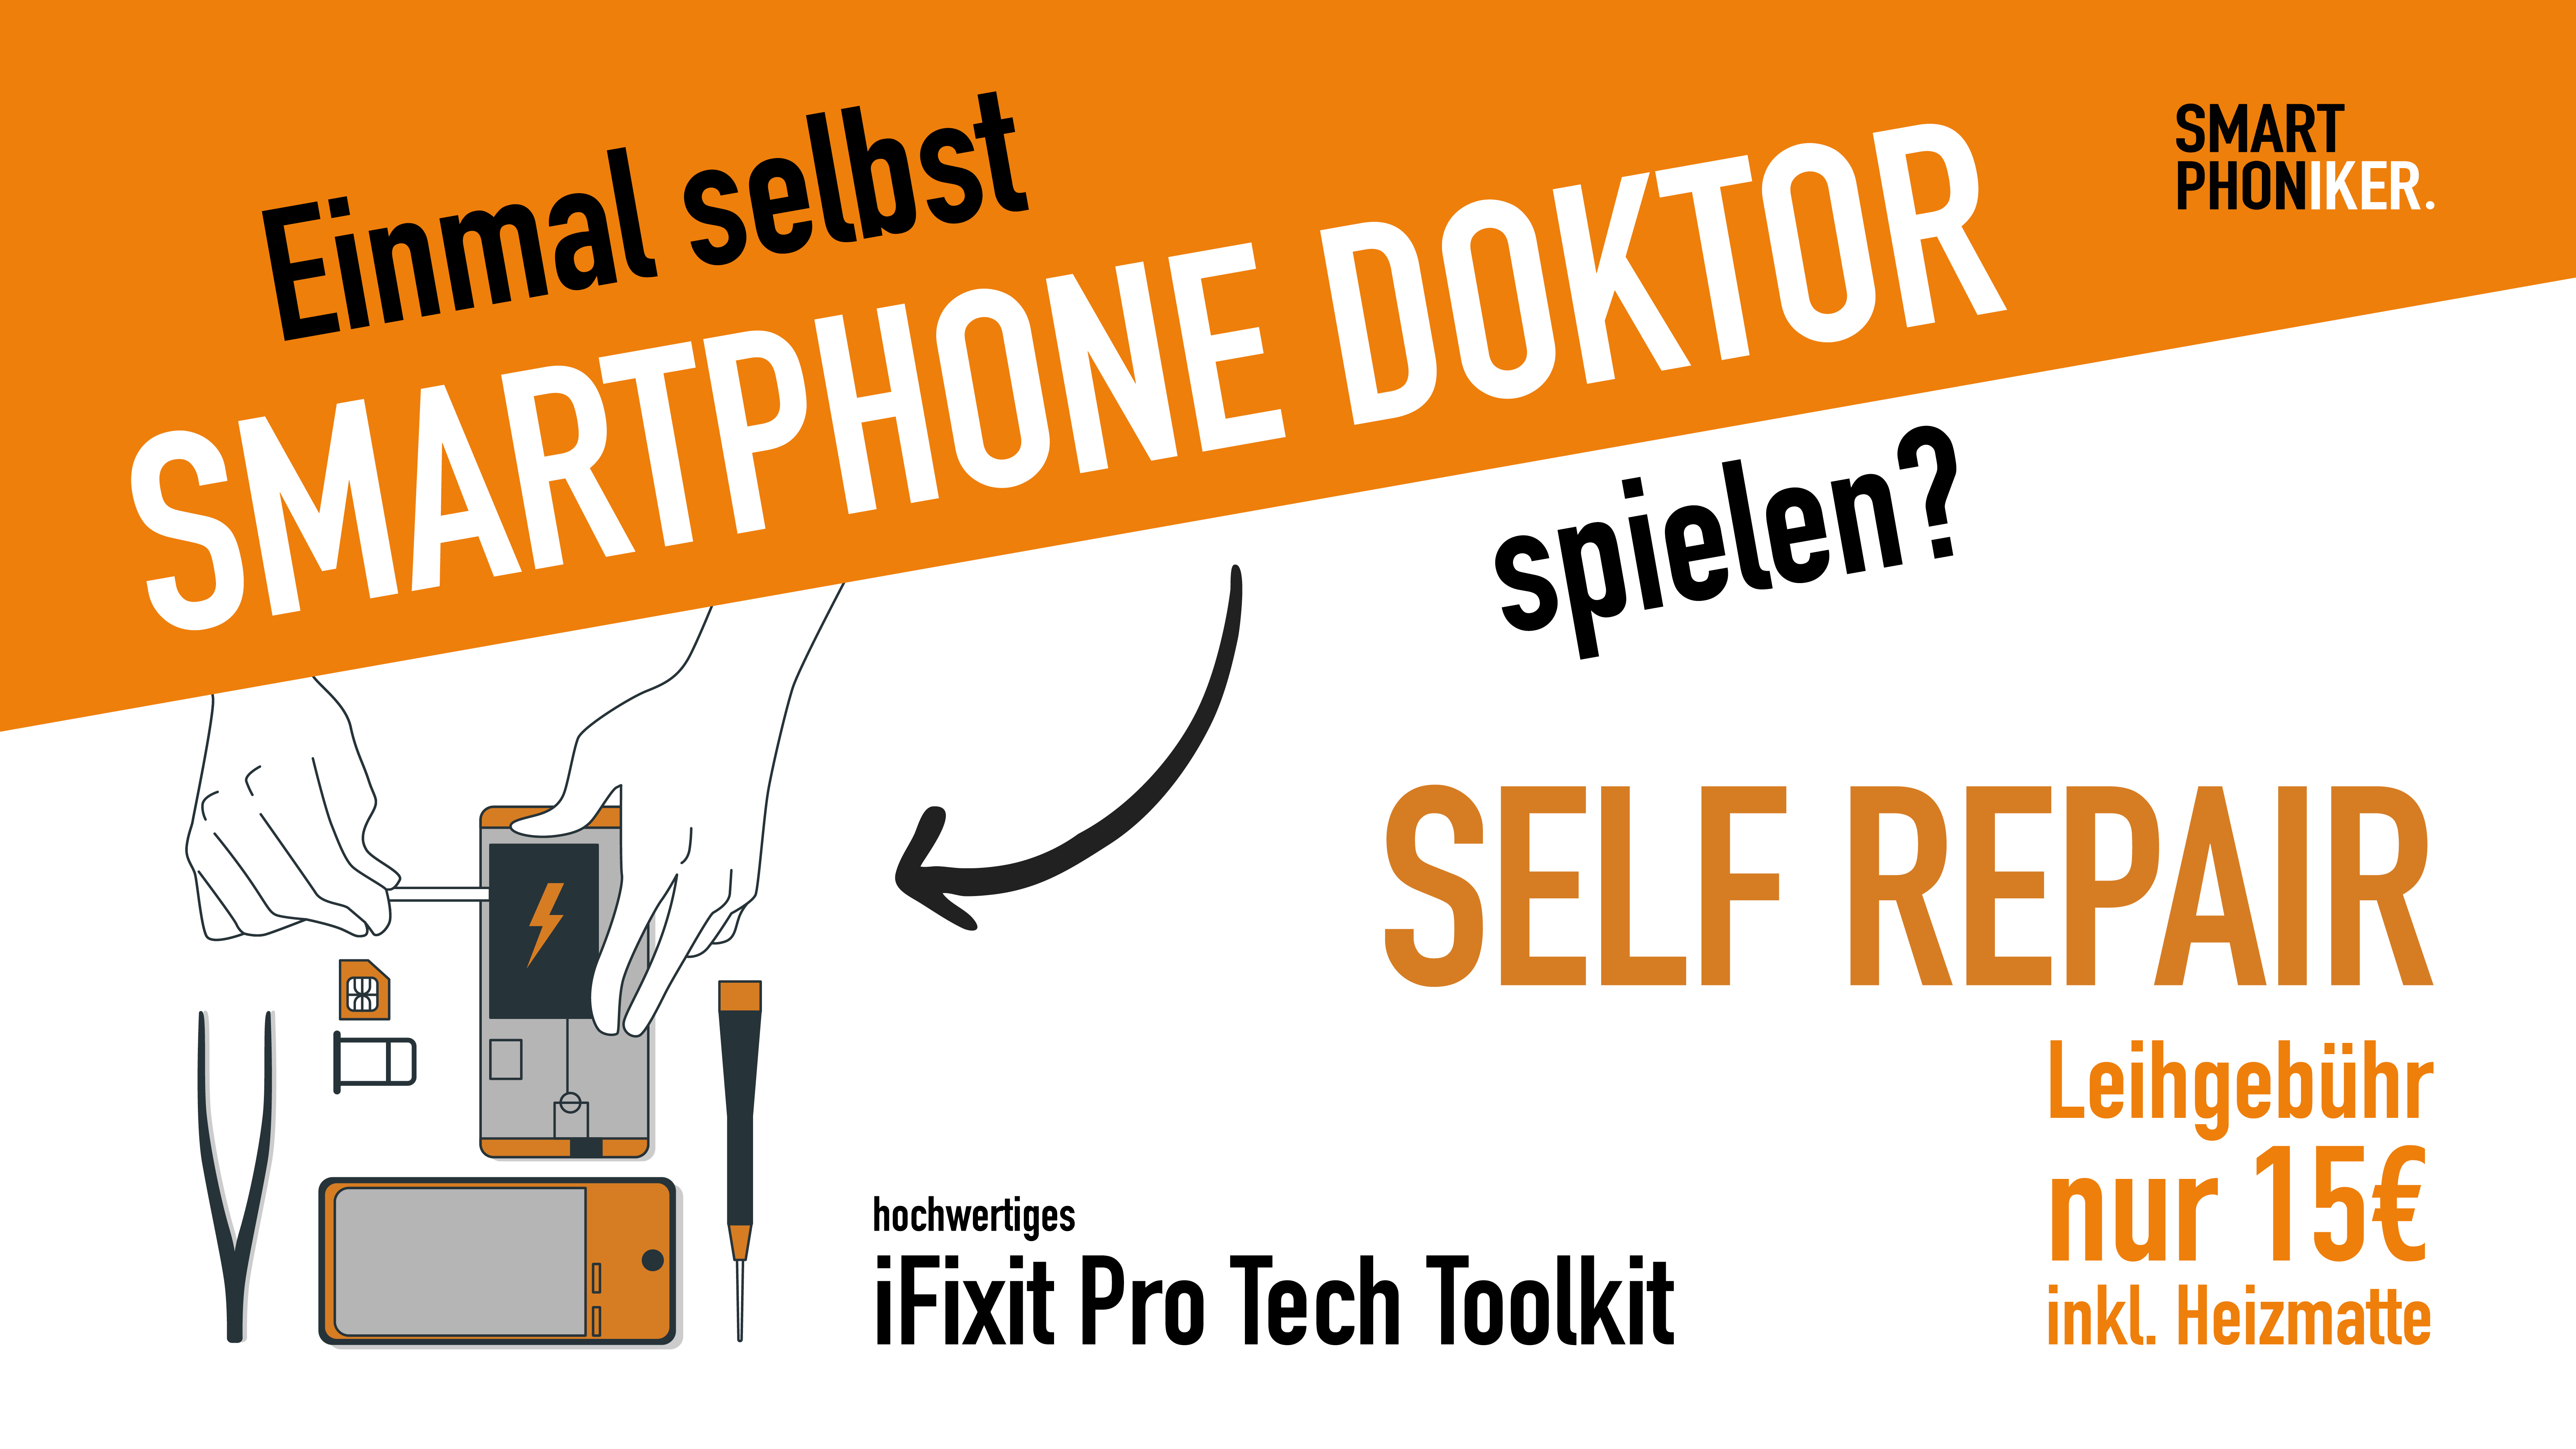 Einmal selbst
SMARTPHONE DOKTOR
spielen?
SMART
PHONIKER.
SELF REPAIR
Leihgebühr
nur 15€
inkl. Heizmatte
hochwertiges
iFixit Pro Tech Toolkit